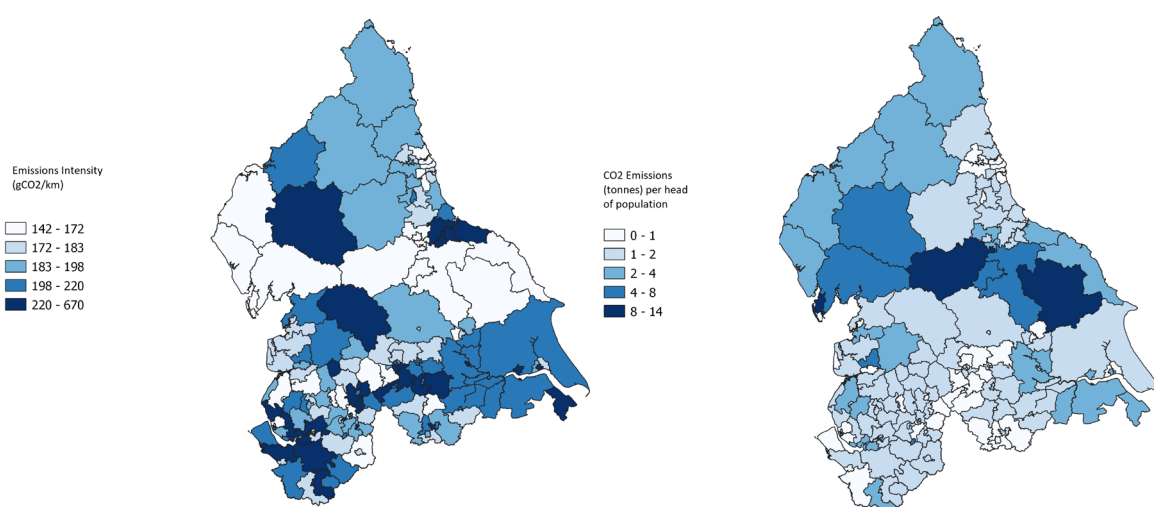 Emissions Intensity
(gCO2/km)
142 - 172
172 - 183
183 - 198
198 - 220
220 - 670
CO2 Emissions
(tonnes) per head
of population
0 - 1
1 - 2
2 - 4
4 - 8
8 - 14